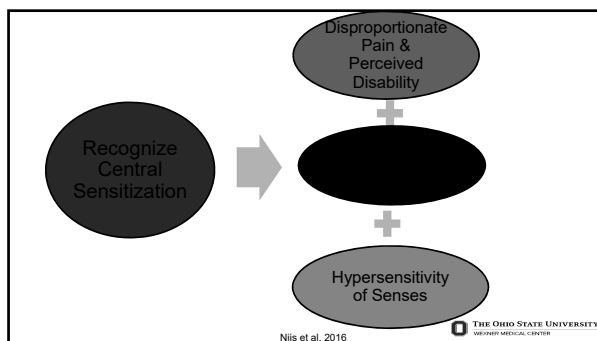 Disproportionate
Pain &
Perceived
Disability
Recognize
Central
Sensitization
Hypersensitivity
of Senses
Nijs et al, 2016
THE OHIO STATE UNIVERSITY
WEXNER MEDICAL CENTER